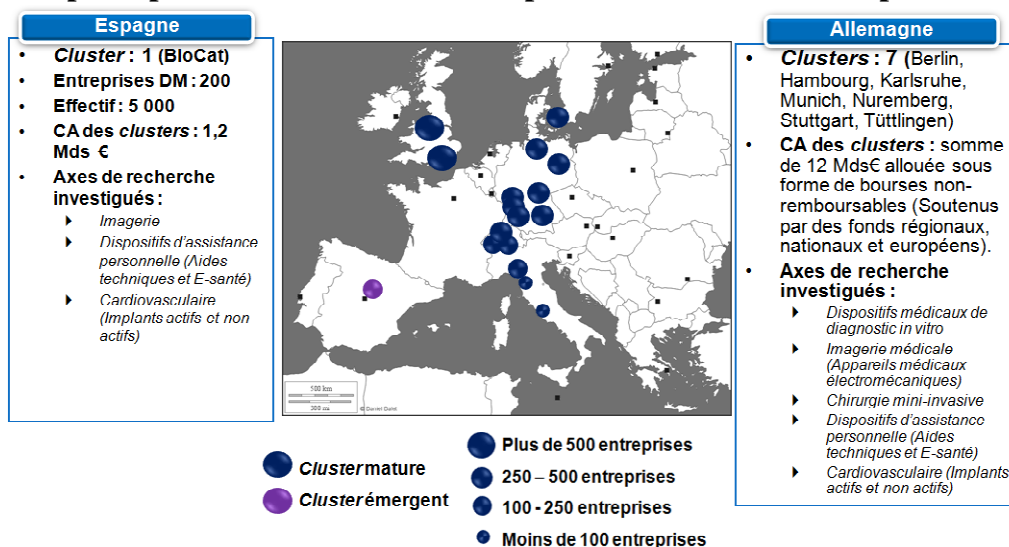 Espagne
• Cluster : 1 (BloCat)
• Entreprises DM : 200
• Effectif : 5 000
• CA des clusters : 1,2
Mds €
• Axes de recherche
investigués :
Imagerie
Dispositifs d'assistance
personnelle (Aides
techniques et E-santé)
Cardiovasculaire
(Implants actifs et non
actifs)
500 km
300 mi
© Daniel Dalet
Allemagne
• Clusters : 7 (Berlin,
Hambourg, Karlsruhe,
Munich, Nuremberg,
Stuttgart, Tüttlingen)
• CA des clusters : somme
de 12 Mds€ allouée sous
forme de bourses non-
remboursables (Soutenus
par des fonds régionaux,
nationaux et européens).
• Axes de recherche
investigués :
Dispositifs médicaux de
diagnostic in vitro
Imagerie médicale
(Appareils médicaux
électromécaniques)
Chirurgie mini-invasive
Dispositifs d'assistance
personnelle (Aides
techniques et E-santé)
Cardiovasculaire (Implants
actifs et non actifs)
Cluster mature
Cluster émergent
Plus de 500 entreprises
250 – 500 entreprises
100 - 250 entreprises
Moins de 100 entreprises